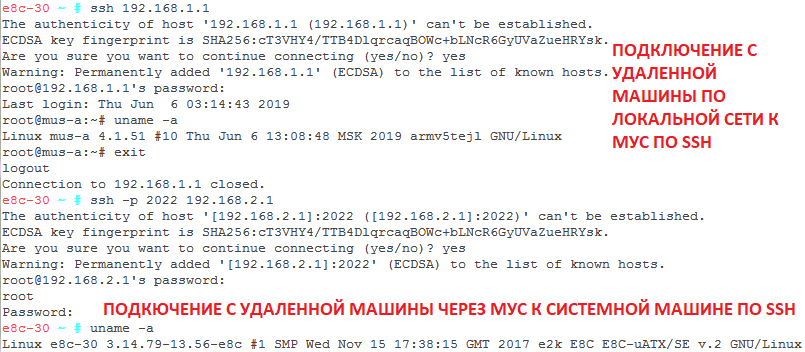 e8c-30 ~ # ssh 192.168.1.1
The authenticity of host '192.168.1.1 (192.168.1.1)' can't be established.
ECDSA key fingerprint is SHA256:cT3VHY4/TTB4DlqrcaqBOWc+bLNcR6GyUVaZueHRYsk.
Are you sure you want to continue connecting (yes/no)? yes
Warning: Permanently added '192.168.1.1' (ECDSA) to the list of known hosts.
root@192.168.1.1's password:
Last login: Thu Jun  6 03:14:43 2019
root@mus-a:~# uname -a
Linux mus-a 4.1.51 #10 Thu Jun 6 13:08:48 MSK 2019 armv5tejl GNU/Linux
root@mus-a:~# exit
logout
Connection to 192.168.1.1 closed.
ПОДКЛЮЧЕНИЕ С
УДАЛЕННОЙ
МАШИНЫ ПО
ЛОКАЛЬНОЙ СЕТИ К
МУС ПО SSH
e8c-30 ~ # ssh -p 2022 192.168.2.1
The authenticity of host '[192.168.2.1]:2022 ([192.168.2.1]:2022)' can't be established.
ECDSA key fingerprint is SHA256:cT3VHY4/TTB4DlqrcaqBOWc+bLNcR6GyUVaZueHRYsk.
Are you sure you want to continue connecting (yes/no)? yes
Warning: Permanently added '[192.168.2.1]:2022' (ECDSA) to the list of known hosts.
root@192.168.2.1's password:
root
Password:
ПОДКЮЧЕНИЕ С УДАЛЕННОЙ МАШИНЫ ЧЕРЕЗ МУС К СИСТЕМНОЙ МАШИНЕ ПО SSH
e8c-30 ~ # uname -a
Linux e8c-30 3.14.79-13.56-e8c #1 SMP Wed Nov 15 17:38:15 GMT 2017 e2k E8C E8C-uATX/SE v.2 GNU/Linux